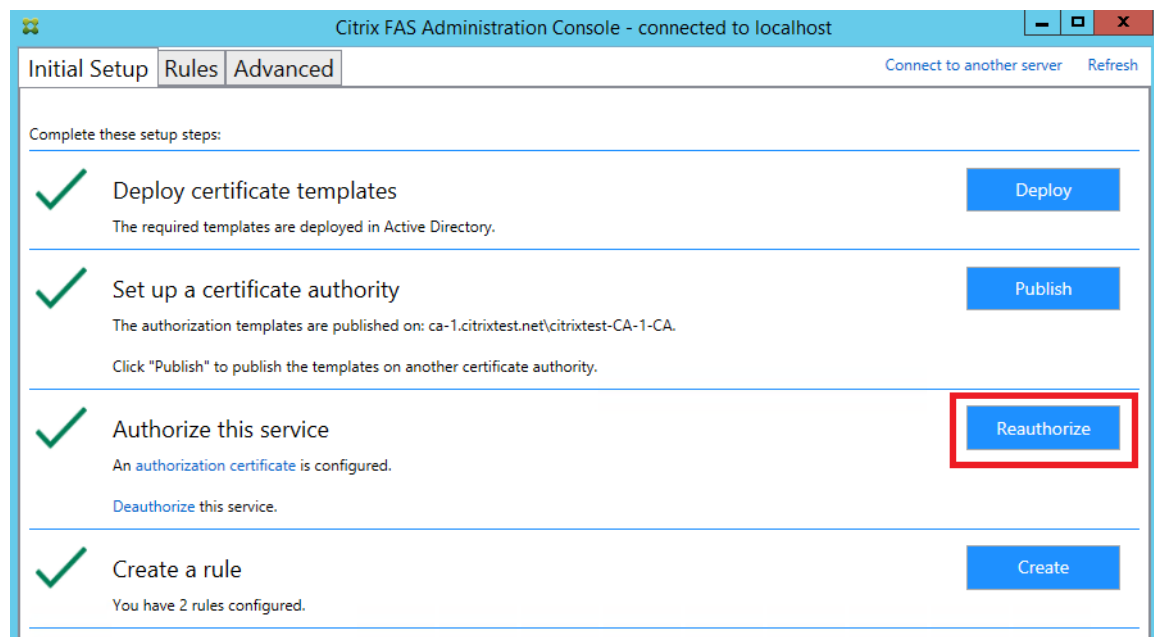 Citrix FAS Administration Console - connected to localhost
Initial Setup Rules Advanced Connect to another server Refresh
Complete these setup steps:
Deploy certificate templates Deploy
The required templates are deployed in Active Directory.
Set up a certificate authority Publish
The authorization templates are published on: ca-1.citrixtest.net\citrixtest-CA-1-CA.
Click "Publish" to publish the templates on another certificate authority.
Authorize this service Reauthorize
An authorization certificate is configured.
Deauthorize this service.
Create a rule Create
You have 2 rules configured.